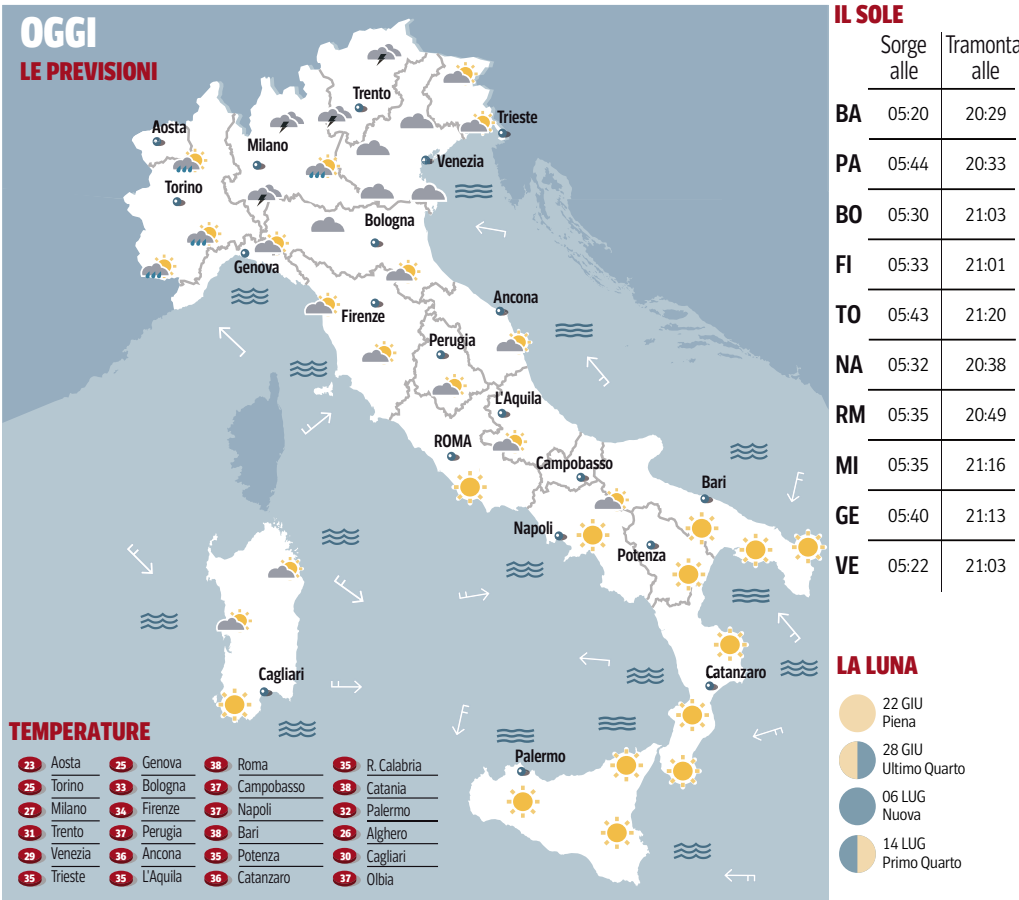 OGGI
LE PREVISIONI
Trento
Trieste
Aosta
Milano
Venezia
Torino
Bologna
Genova
Ancona
Firenze
Perugia
L'Aquila
ROMA
Campobasso
Bari
Napoli
Potenza
Cagliari
Catanzaro
Palermo
TEMPERATURE
23 Aosta
25 Torino
27 Milano
31 Trento
29 Venezia
35 Trieste
25 Genova
33 Bologna
34 Firenze
37 Perugia
36 Ancona
35 L'Aquila
38 Roma
37 Campobasso
37 Napoli
38 Bari
35 Potenza
36 Catanzaro
35 R. Calabria
38 Catania
32 Palermo
26 Alghero
30 Cagliari
37 Olbia
IL SOLE
Sorge Tramonta
alle alle
BA 05:20 20:29
PA 05:44 20:33
BO 05:30 21:03
FI 05:33 21:01
TO 05:43 21:20
NA 05:32 20:38
RM 05:35 20:49
MI 05:35 21:16
GE 05:40 21:13
VE 05:22 21:03
LA LUNA
22 GIU
Piena
28 GIU
Ultimo Quarto
06 LUG
Nuova
14 LUG
Primo Quarto